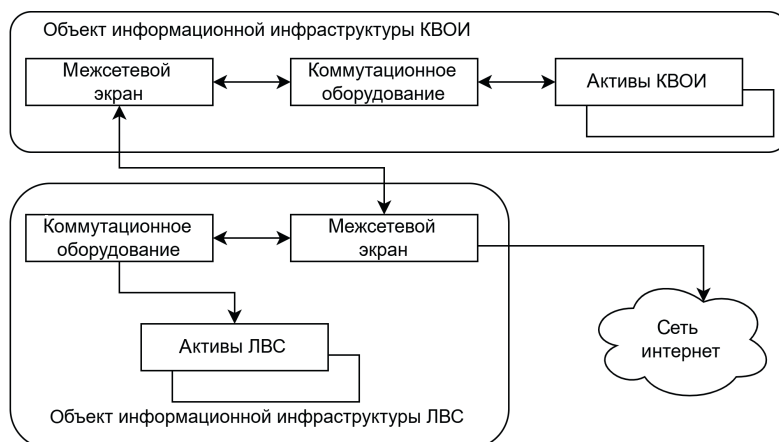 Объект информационной инфраструктуры КВОИ
Межсетевой
экран
Коммутационное
оборудование
Активы КВОИ
Коммутационное
оборудование
Межсетевой
экран
Активы ЛВС
Сеть
интернет
Объект информационной инфраструктуры ЛВС